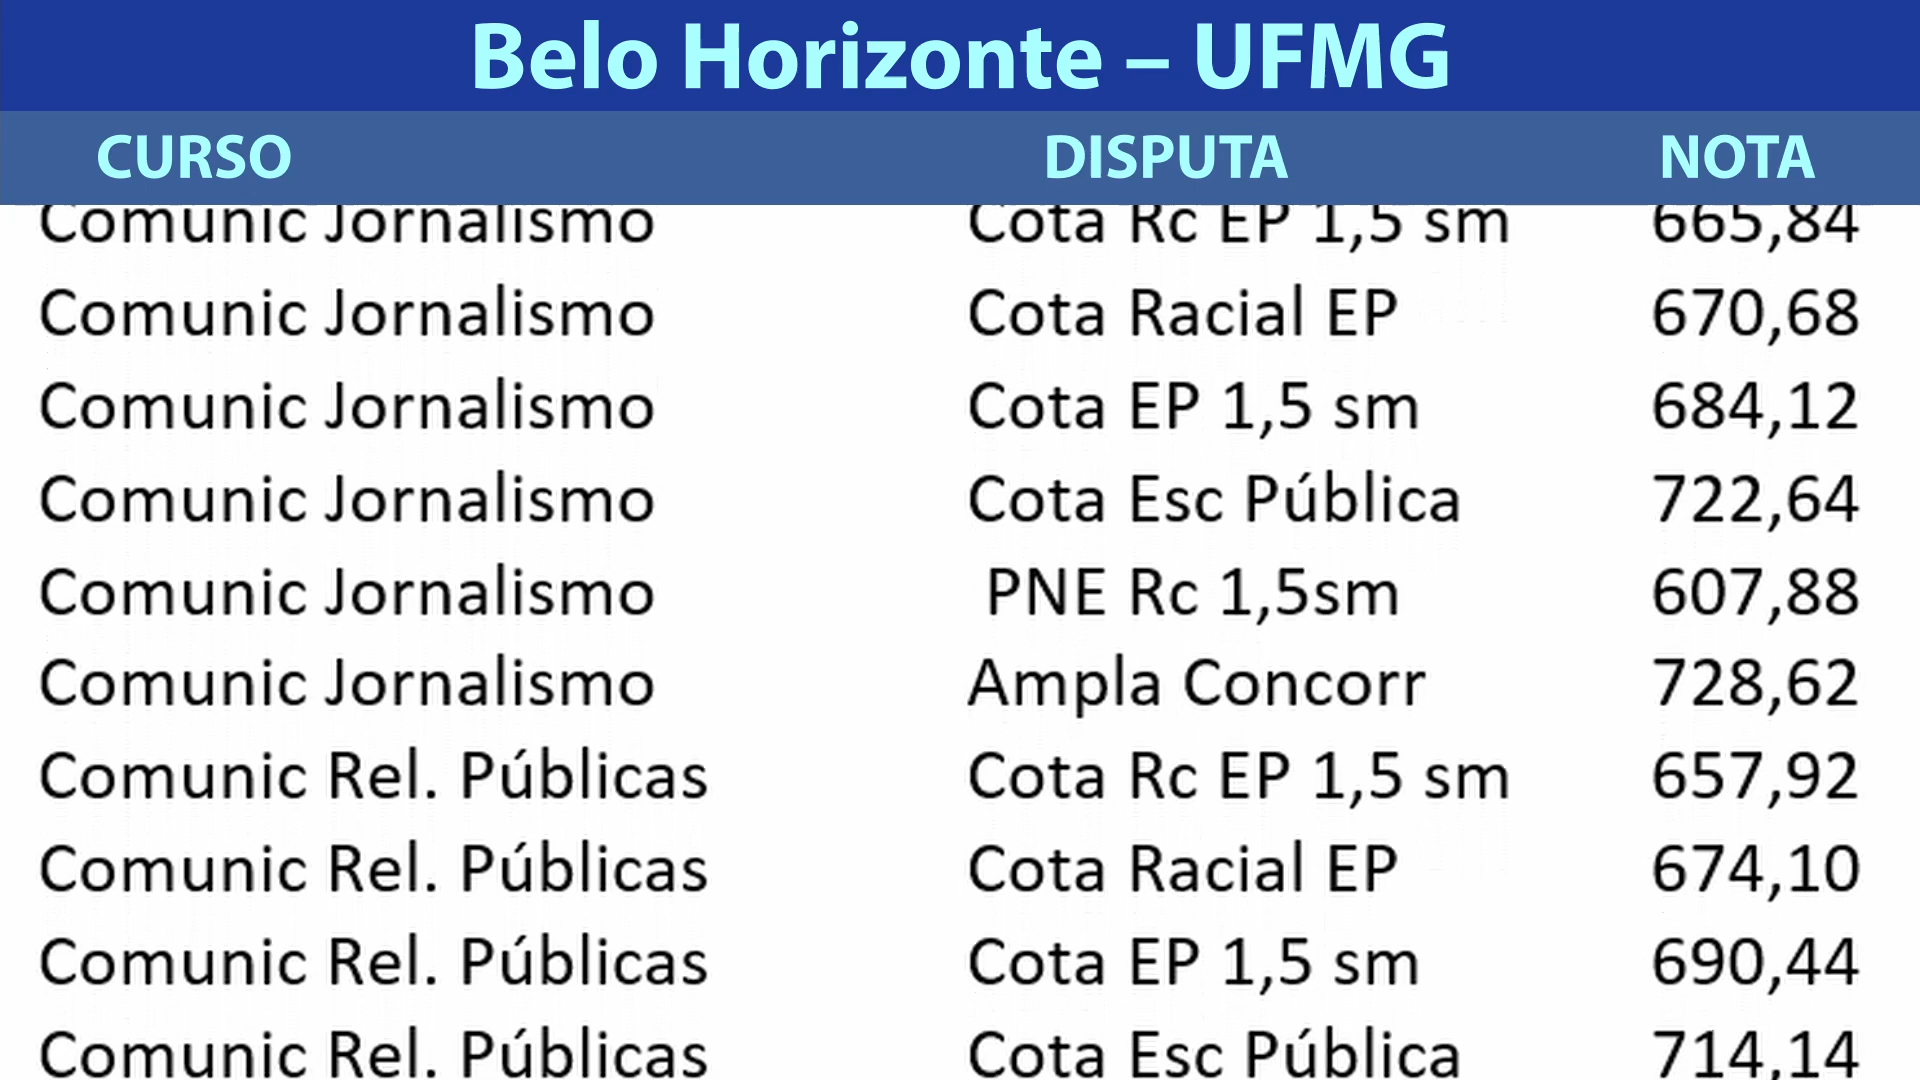 Belo Horizonte – UFMG
CURSO DISPUTA NOTA
Comunic Jornalismo Cota Rc EP 1,5 sm 665,84
Comunic Jornalismo Cota Racial EP 670,68
Comunic Jornalismo Cota EP 1,5 sm 684,12
Comunic Jornalismo Cota Esc Pública 722,64
Comunic Jornalismo PNE Rc 1,5sm 607,88
Comunic Jornalismo Ampla Concorr 728,62
Comunic Rel. Públicas Cota Rc EP 1,5 sm 657,92
Comunic Rel. Públicas Cota Racial EP 674,10
Comunic Rel. Públicas Cota EP 1,5 sm 690,44
Comunic Rel. Públicas Cota Esc Pública 714,14